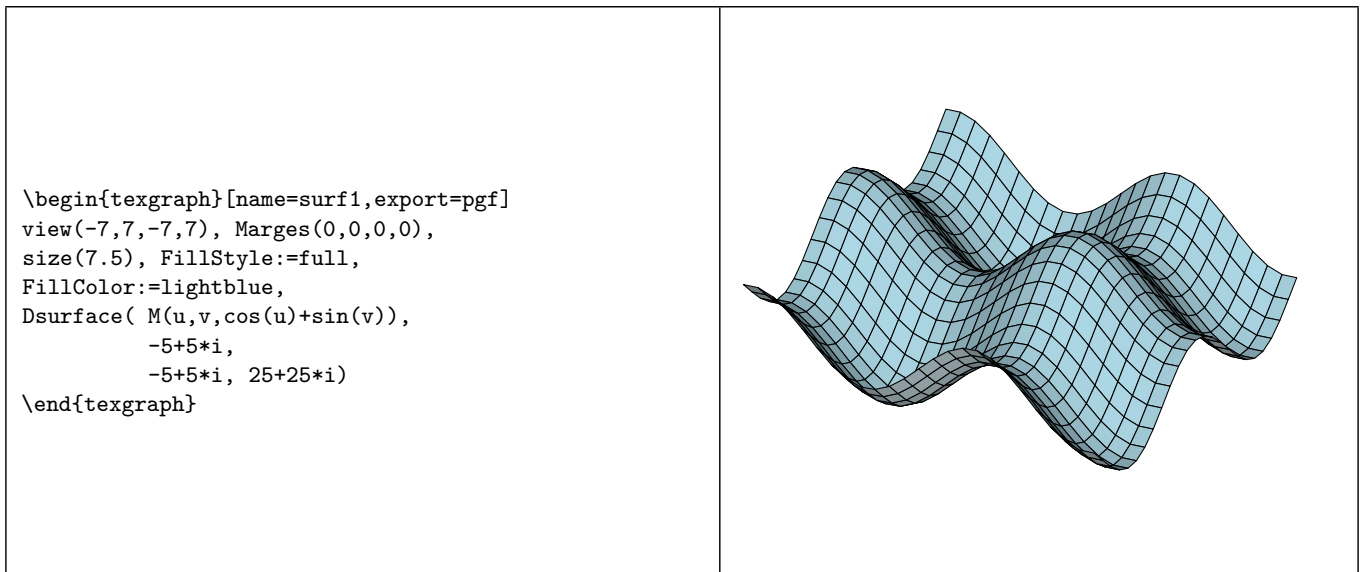 \begin{texgraph}[name=surf1,export=pgf]
view(-7,7,-7,7), Marges(0,0,0,0),
size(7.5), FillStyle:=full,
FillColor:=lightblue,
Dsurface( M(u,v,cos(u)+sin(v)),
-5+5*i,
-5+5*i, 25+25*i)
\end{texgraph}